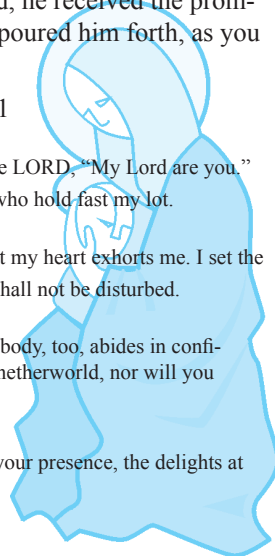 d, he received the prom-
poured him forth, as you
1
e LORD, “My Lord are you.”
who hold fast my lot.
t my heart exhorts me. I set the
hall not be disturbed.
body, too, abides in confi-
netherworld, nor will you
your presence, the delights at